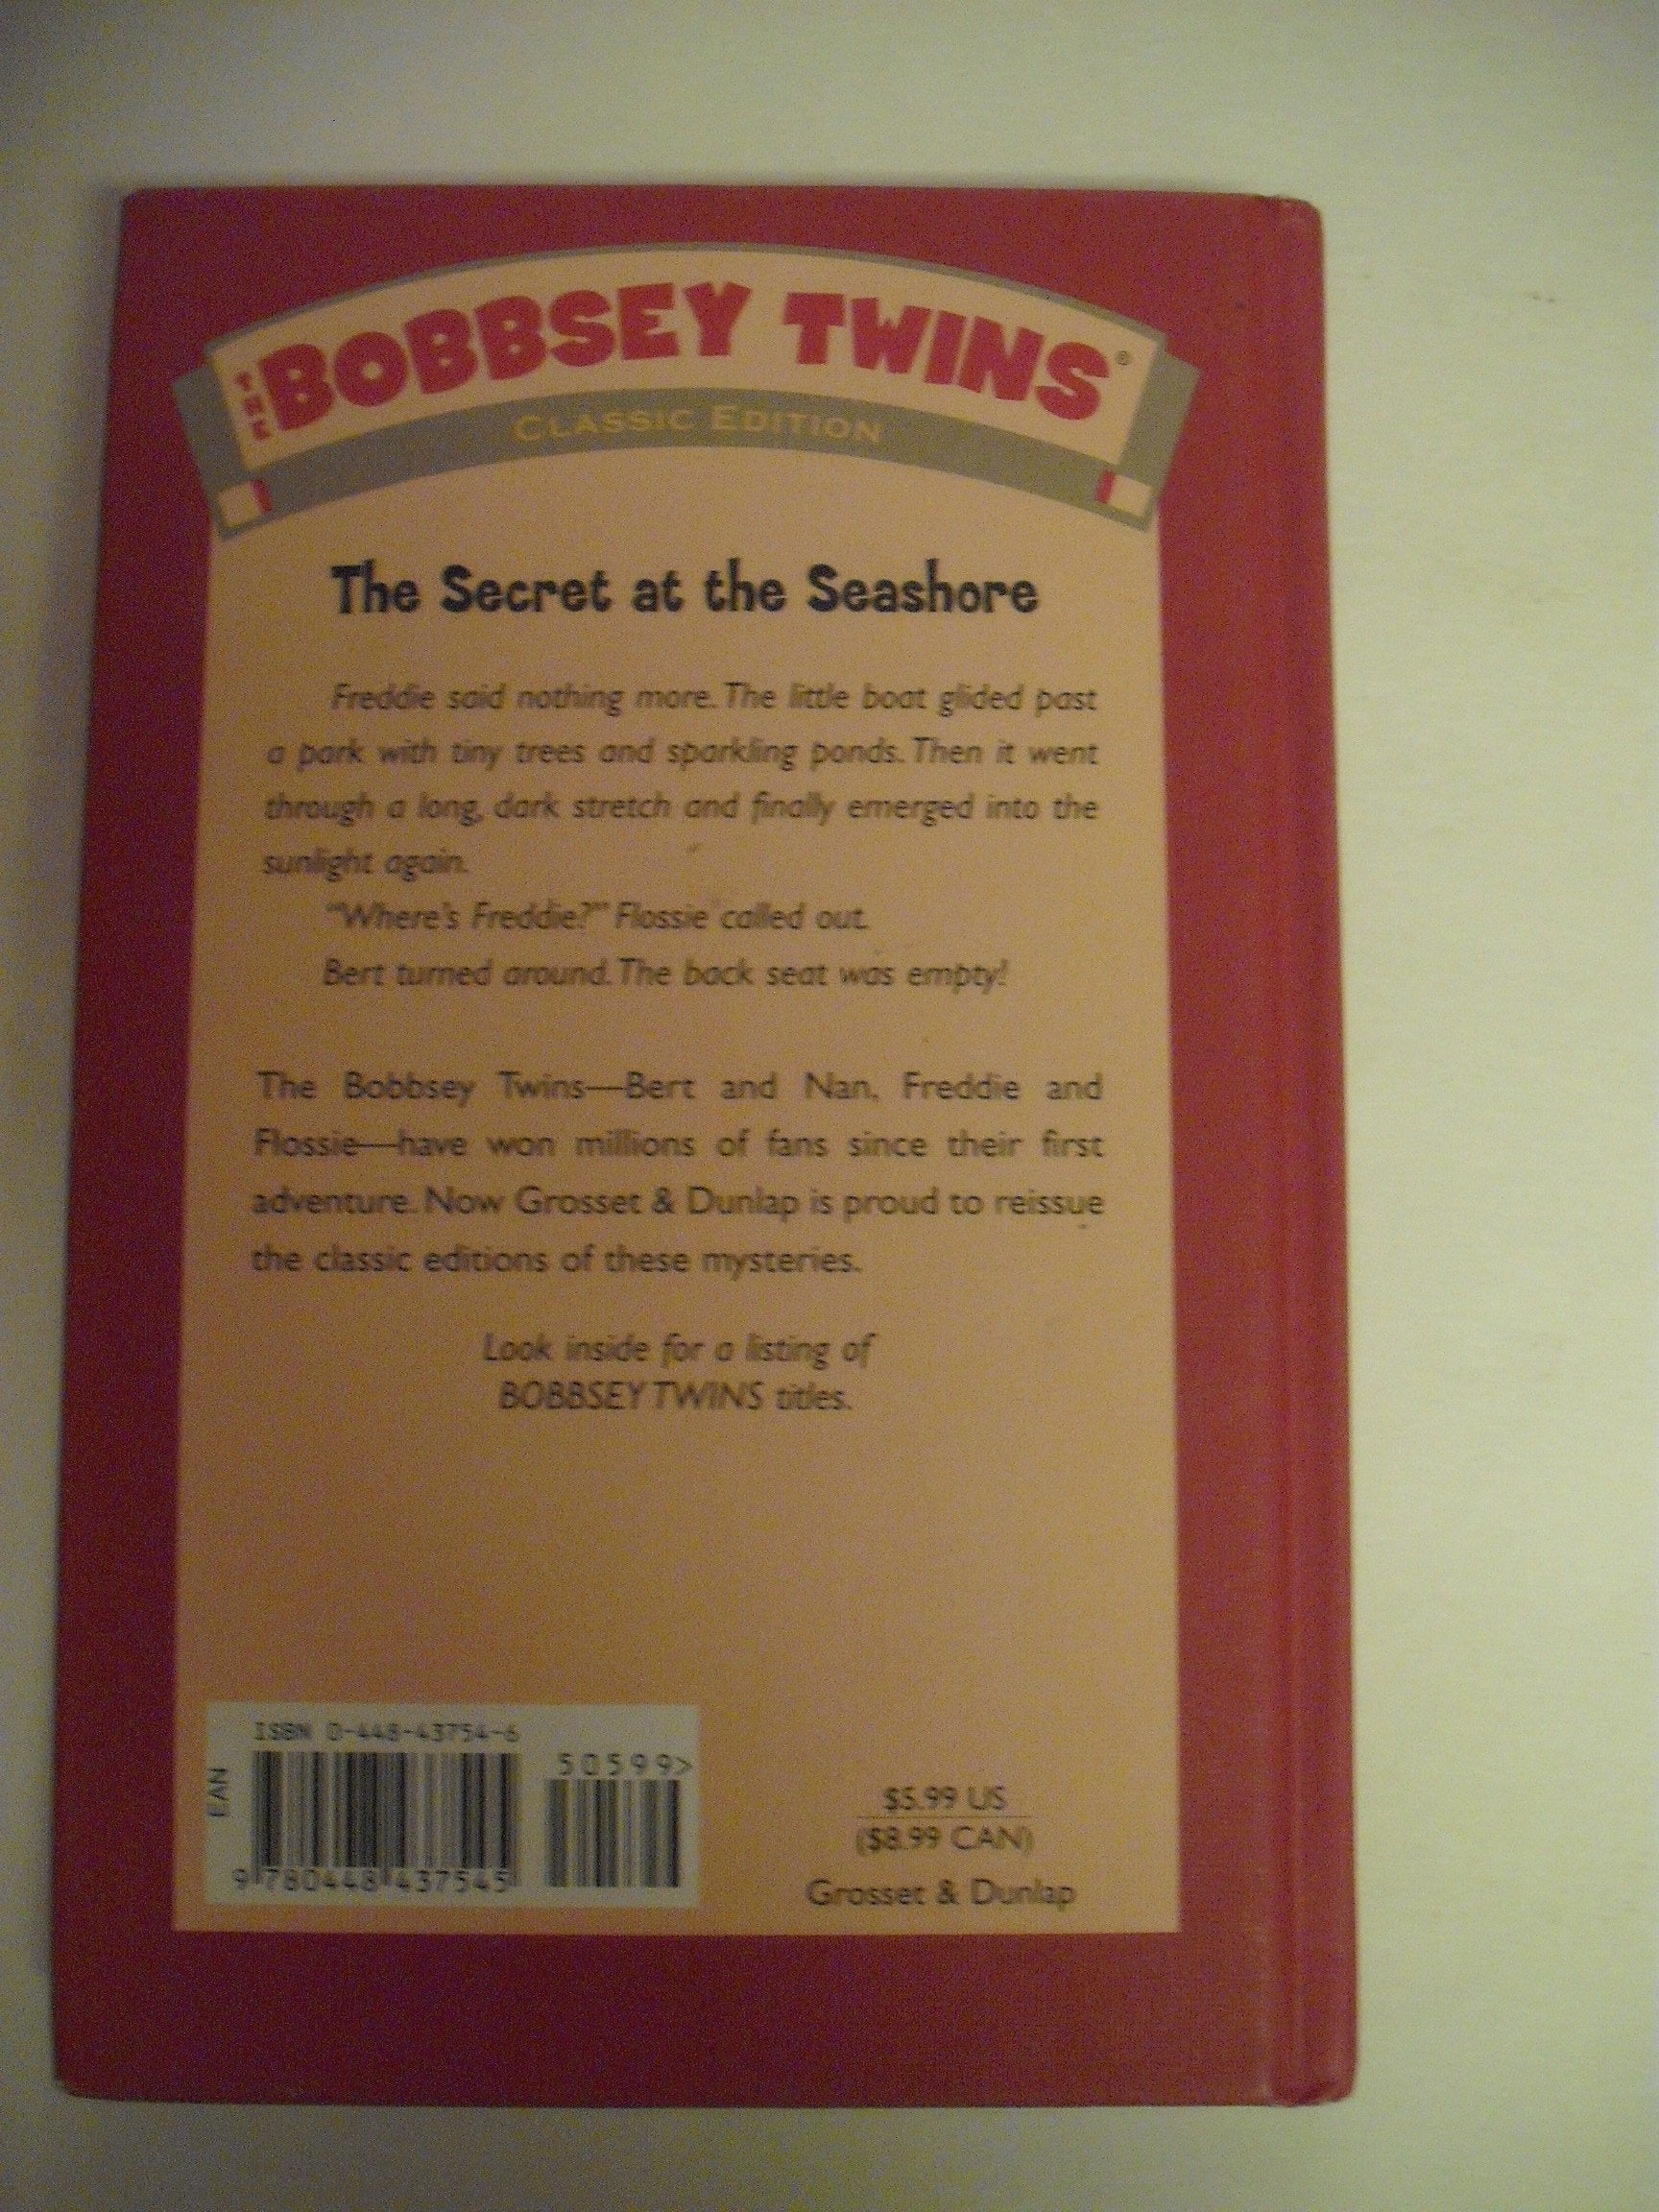 THE BOBBSEY TWINS®
CLASSIC EDITION
The Secret at the Seashore
Freddie said nothing more. The little boat glided past
a park with tiny trees and sparkling ponds. Then it went
through a long, dark stretch and finally emerged into the
sunlight again.
"Where's Freddie?" Flossie called out.
Bert turned around. The back seat was empty!
The Bobbsey Twins—Bert and Nan, Freddie and
Flossie—have won millions of fans since their first
adventure. Now Grosset & Dunlap is proud to reissue
the classic editions of these mysteries.
Look inside for a listing of
BOBBSEY TWINS titles.
ISBN 0-448-43754-6
50599>
EAN
9 780448 437545
$5.99 US
($8.99 CAN)
Grosset & Dunlap